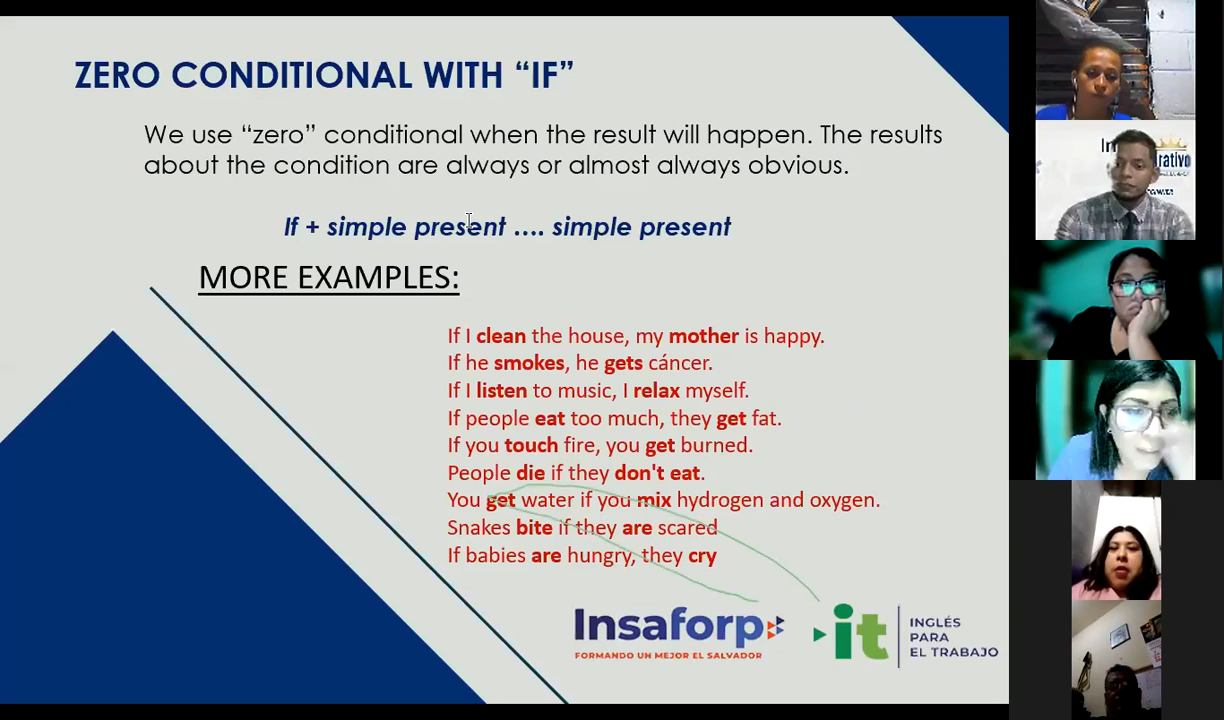 ZERO CONDITIONAL WITH “IF”
We use “zero” conditional when the result will happen. The results
about the condition are always or almost always obvious.
If + simple present …. simple present
MORE EXAMPLES:
If I clean the house, my mother is happy.
If he smokes, he gets cáncer.
If I listen to music, I relax myself.
If people eat too much, they get fat.
If you touch fire, you get burned.
People die if they don't eat.
You get water if you mix hydrogen and oxygen.
Snakes bite if they are scared
If babies are hungry, they cry
Insaforp
FORMANDO UN MEJOR EL SALVADOR
it
INGLÉS
PARA
EL TRABAJO
In
rativo